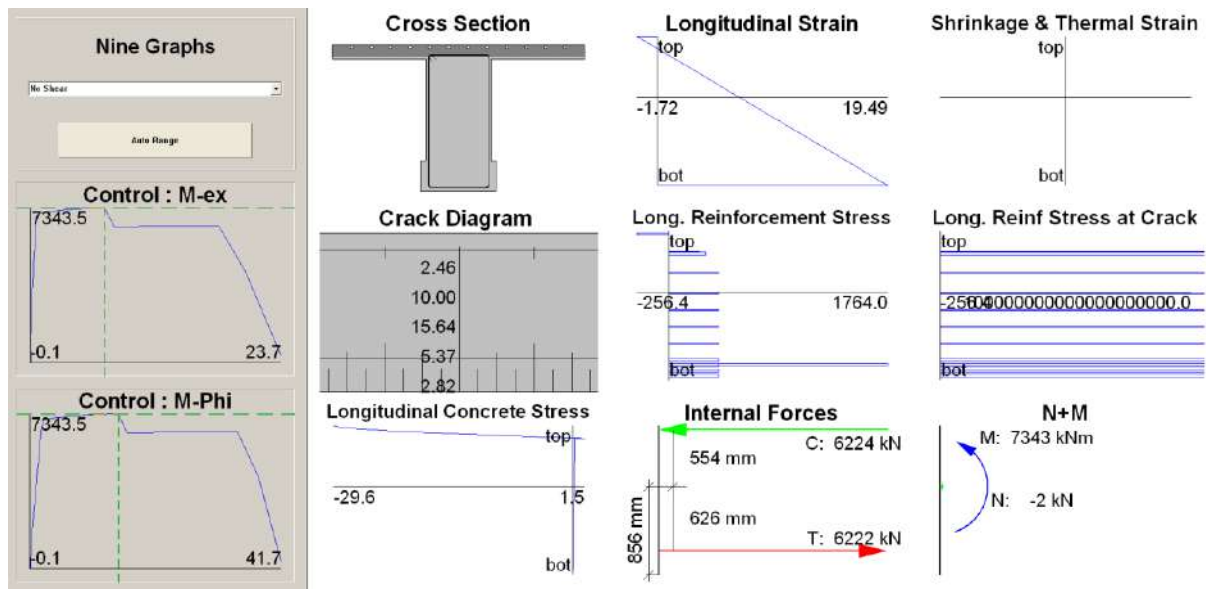 Nine Graphs
No Shear
Auto Range
Control : M-ex
7343.5
-0.1 23.7
Control : M-Phi
7343.5
-0.1 41.7
Cross Section
Longitudinal Strain
top
-1.72 19.49
bot
Shrinkage & Thermal Strain
top
bot
Crack Diagram
2.46
10.00
15.64
5.37
2.82
Long. Reinforcement Stress
top
-256.4 1764.0
bot
Long. Reinf Stress at Crack
top
bot
Longitudinal Concrete Stress
top
-29.6 1.5
bot
Internal Forces
C: 6224 kN
554 mm
856 mm
626 mm
T: 6222 kN
N+M
M: 7343 kNm
N: -2 kN